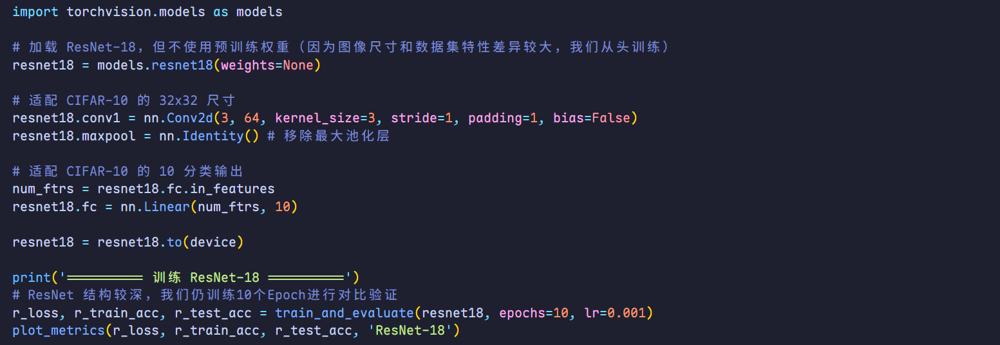 import torchvision.models as models
# 加载 ResNet-18，但不使用预训练权重（因为图像尺寸和数据集特性差异较大，我们从头训练）
resnet18 = models.resnet18(weights=None)
# 适配 CIFAR-10 的 32x32 尺寸
resnet18.conv1 = nn.Conv2d(3, 64, kernel_size=3, stride=1, padding=1, bias=False)
resnet18.maxpool = nn.Identity() # 移除最大池化层
# 适配 CIFAR-10 的 10 分类输出
num_ftrs = resnet18.fc.in_features
resnet18.fc = nn.Linear(num_ftrs, 10)
resnet18 = resnet18.to(device)
print('========== 训练 ResNet-18 ==========')
# ResNet 结构较深，我们仍训练10个Epoch进行对比验证
r_loss, r_train_acc, r_test_acc = train_and_evaluate(resnet18, epochs=10, lr=0.001)
plot_metrics(r_loss, r_train_acc, r_test_acc, 'ResNet-18')